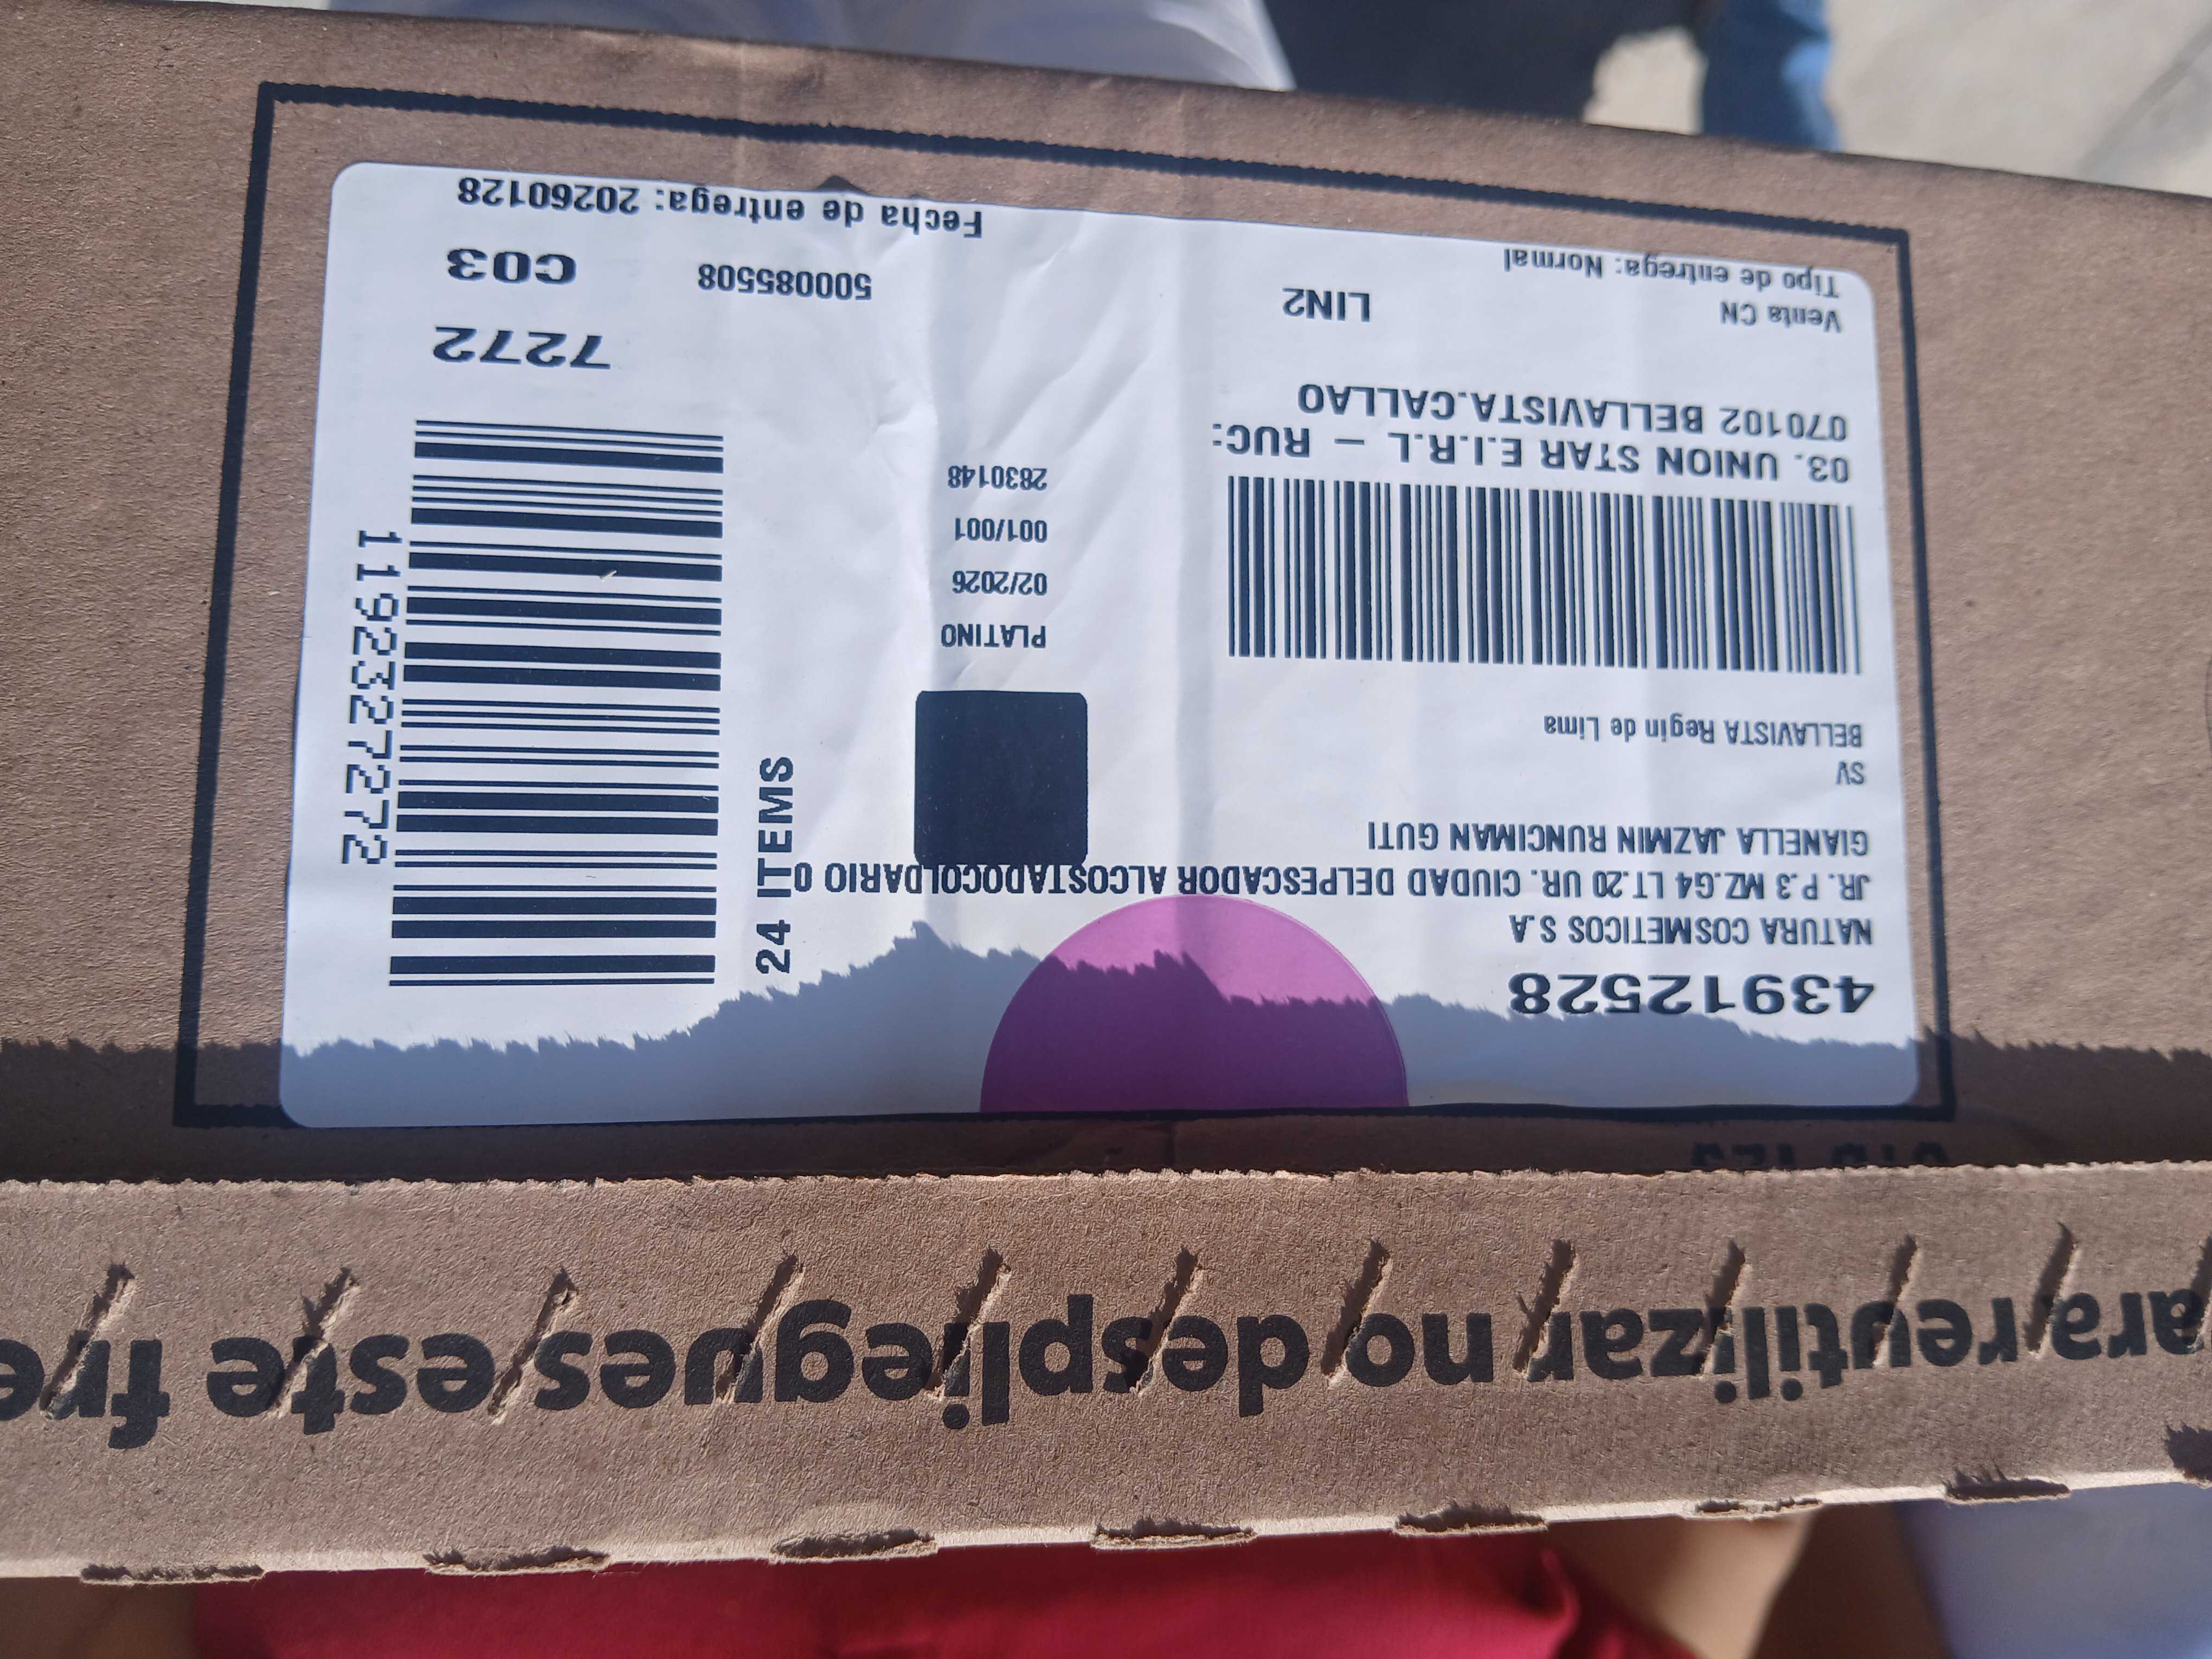 43912528
NATURA COSMETICOS S.A
JR. P.3 MZ.G4 LT.20 UR. CIUDAD DELPESCADOR ALCOSTADOCOLDARIO 0
GIANELLA JAZMIN RUNCIMAN GUTI
SV
BELLAVISTA Regin de Lima
03. UNION STAR E.I.R.L — RUC:
070102 BELLAVISTA.CALLAO
Venta CN
LIN2
Tipo de entrega: Normal
PLATINO
02/2026
001/001
2830148
24 ITEMS
1192327272
7272
500085508
C03
Fecha de entrega: 20260128
ara reutilizar no despliegues este fre